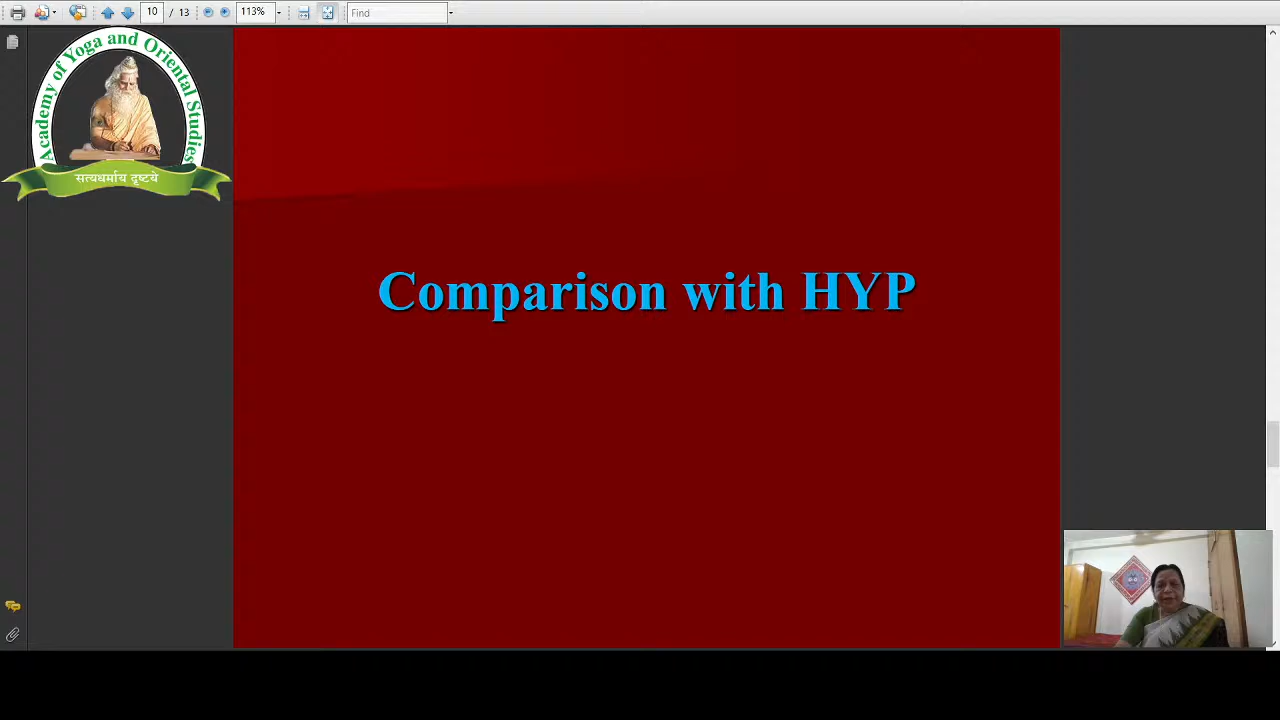 10 / 13
113%
Find
Academy of Yoga and Oriental Studies
सत्यधर्माय दृष्टये
Comparison with HYP